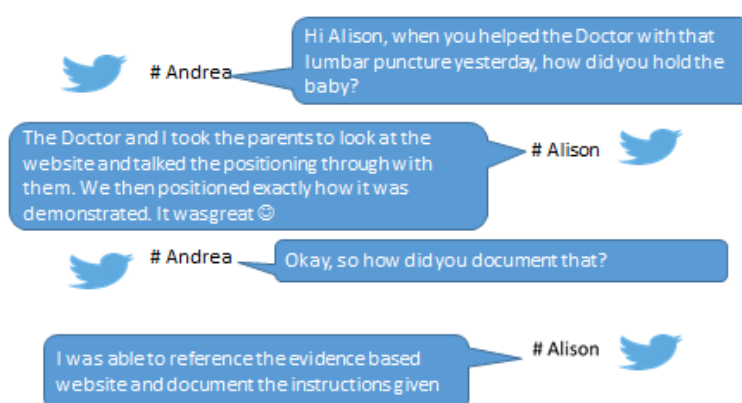 Hi Alison, when you helped the Doctor with that
# Andrea
lumbar puncture yesterday, how did you hold the
baby?
The Doctor and I took the parents to look at the
website and talked the positioning through with
them. We then positioned exactly how it was
demonstrated. It was great ☺
# Alison
# Andrea
Okay, so how did you document that?
I was able to reference the evidence based
website and document the instructions given
# Alison